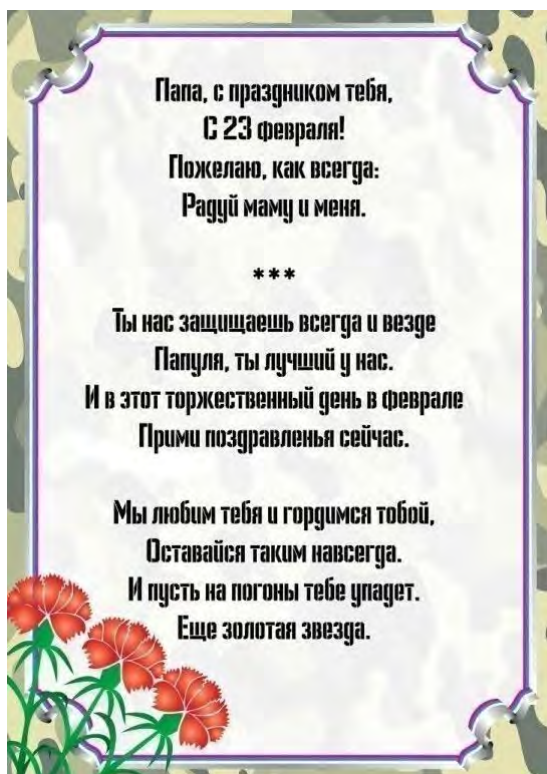 Папа, с праздником тебя,
С 23 февраля!
Пожелаю, как всегда:
Радуй маму и меня.
***
Ты нас защищаешь всегда и везде
Папуля, ты лучший у нас.
И в этот торжественный день в феврале
Прими поздравленья сейчас.
Мы любим тебя и гордимся тобой,
Оставайся таким навсегда.
И пусть на погоны тебе упадет.
Еще золотая звезда.